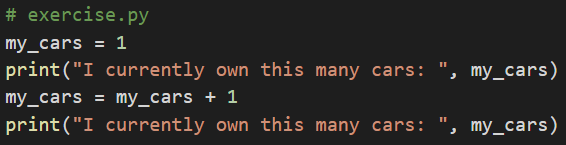 # exercise.py
my_cars = 1
print("I currently own this many cars: ", my_cars)
my_cars = my_cars + 1
print("I currently own this many cars: ", my_cars)